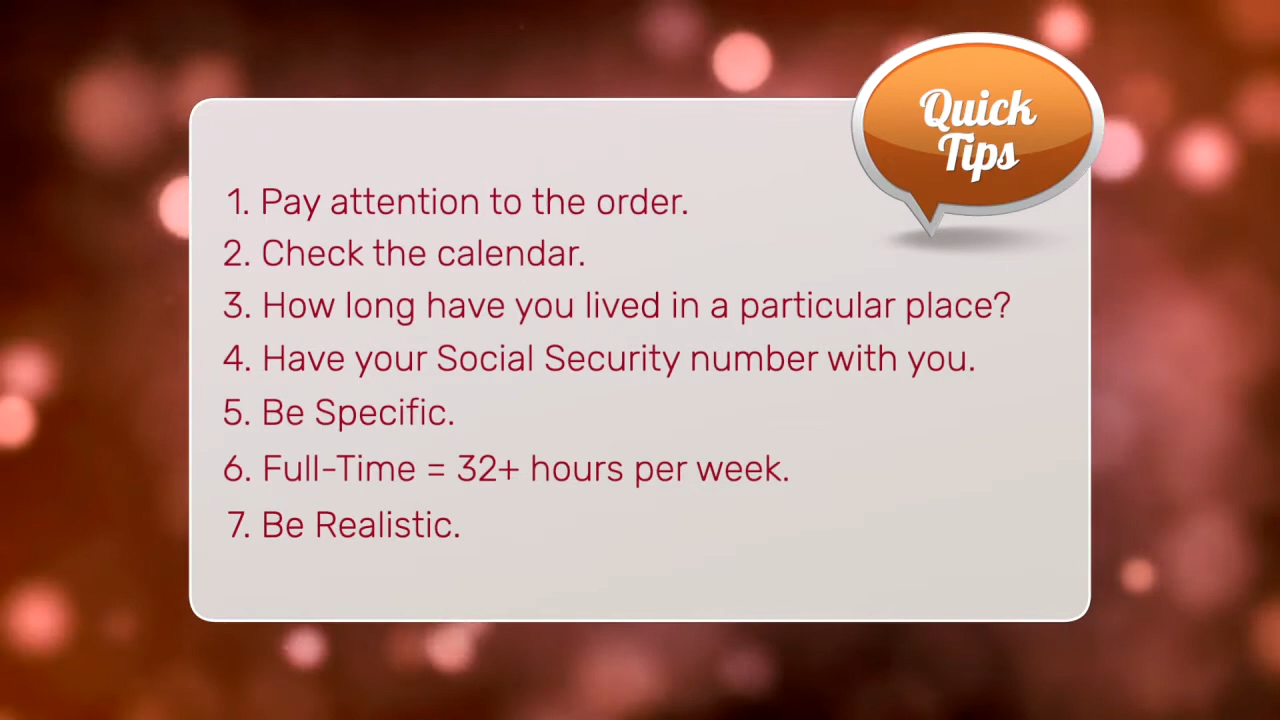 Quick
Tips
1. Pay attention to the order.
2. Check the calendar.
3. How long have you lived in a particular place?
4. Have your Social Security number with you.
5. Be Specific.
6. Full-Time = 32+ hours per week.
7. Be Realistic.